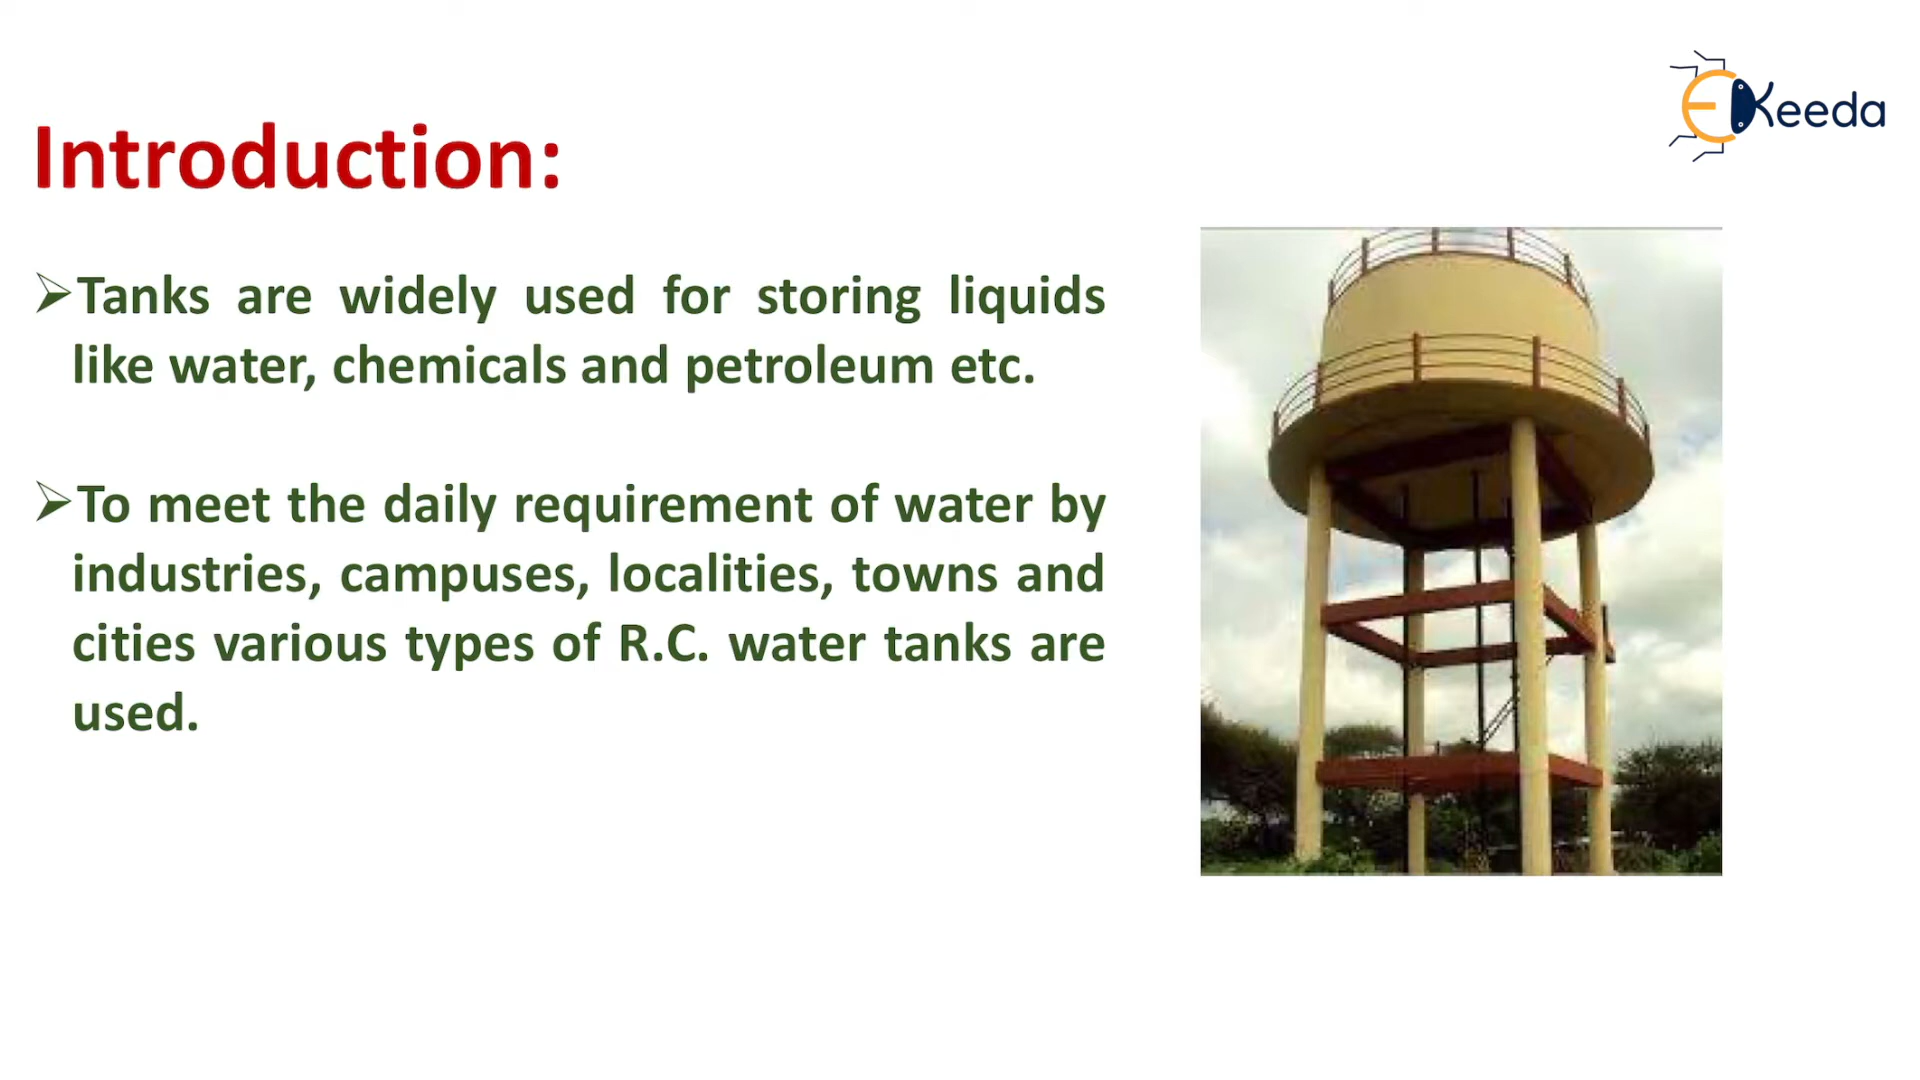 EKeeda
Introduction:
➢Tanks are widely used for storing liquids
like water, chemicals and petroleum etc.
➢To meet the daily requirement of water by
industries, campuses, localities, towns and
cities various types of R.C. water tanks are
used.